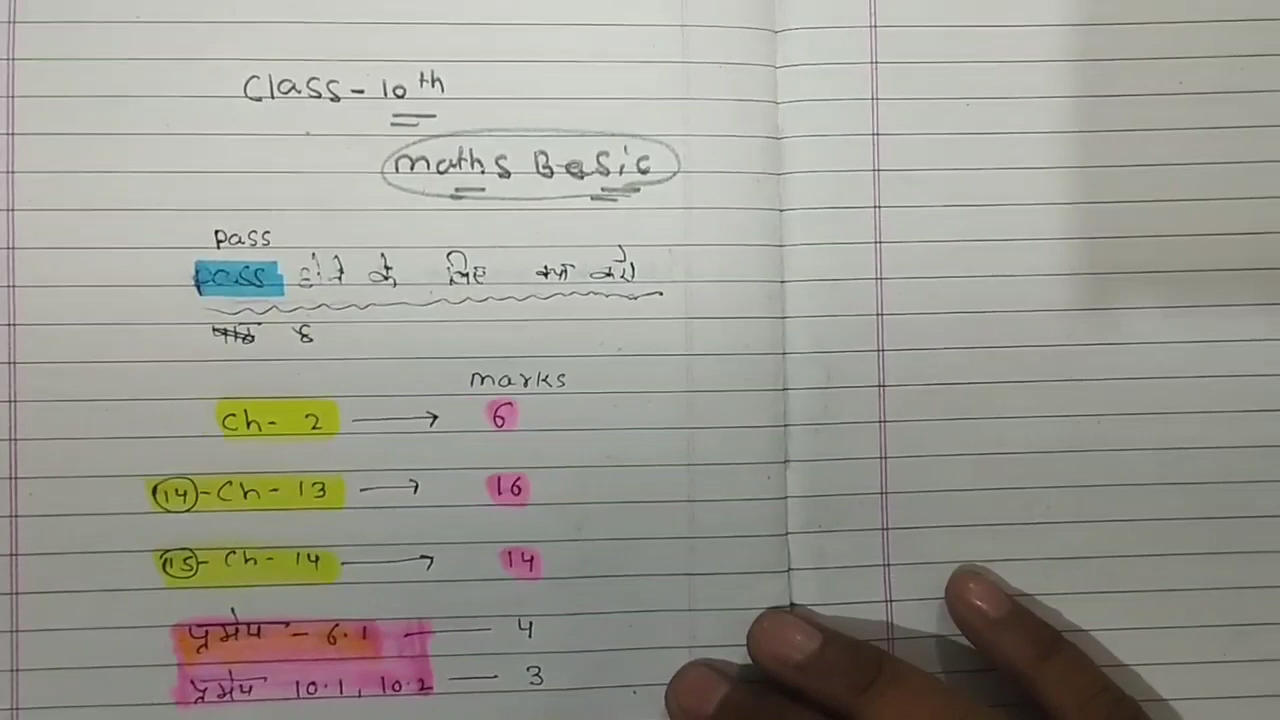 Class - 10th
Maths Basic
pass
pass होने के लिए क्या करे
पाठ 6
marks
Ch - 2 → 6
14 - Ch - 13 → 16
15 - Ch - 14 → 14
प्रमेय - 6.1 — 4
प्रमेय 10.1, 10.2 — 3